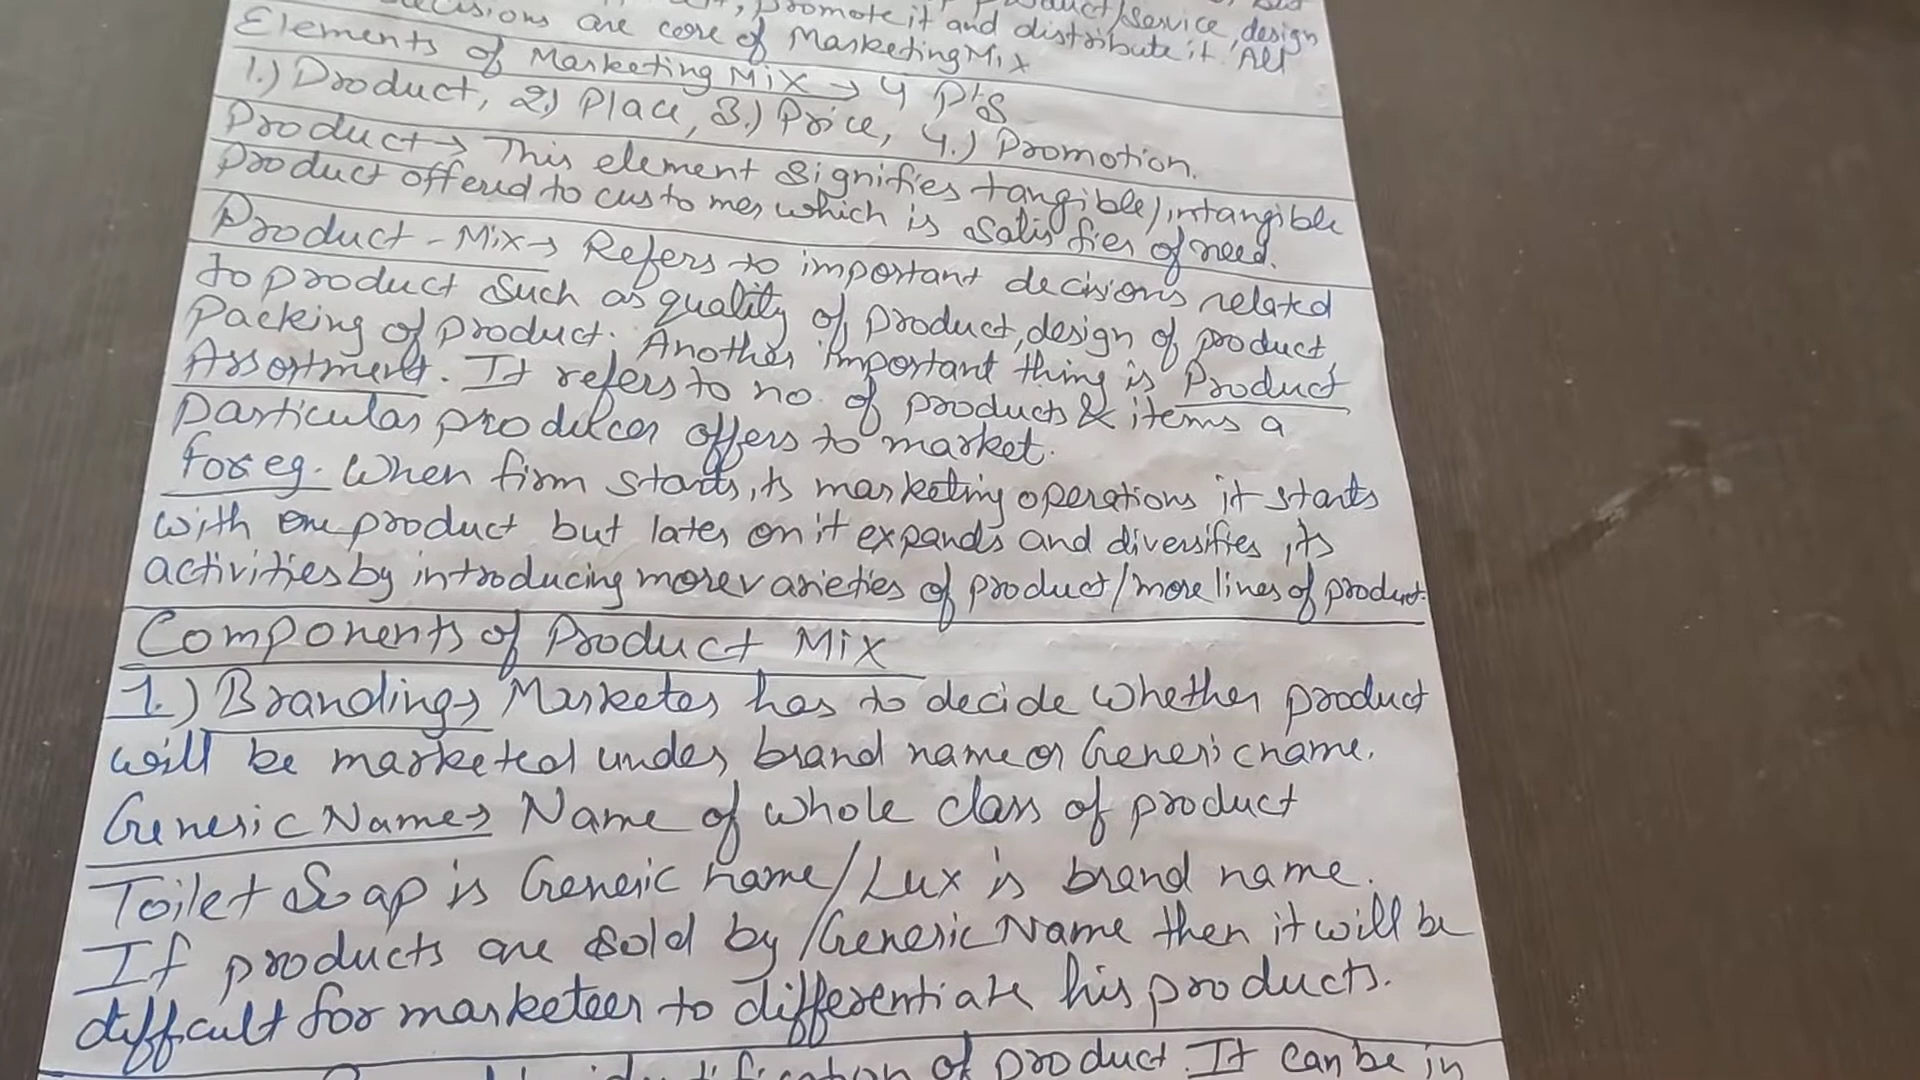 promote it and distribute it. All
decisions are core of Marketing Mix
Product/Service, design
Elements of Marketing Mix → 4 P's
1.) Product, 2.) Place, 3.) Price, 4.) Promotion.
Product → This element signifies tangible/intangible
product offered to customer which is satisfies of need.
Product-Mix → Refers to important decisions related
to product such as quality of product, design of product,
Packing of product. Another important thing is Product
Assortment. It refers to no. of products & items a
particular producer offers to market.
for eg. When firm starts its marketing operations it starts
with one product but later on it expands and diversifies its
activities by introducing more varieties of product/more lines of product.
Components of Product Mix
1.) Branding → Marketer has to decide whether product
will be marketed under brand name or Generic name.
Generic Name → Name of whole class of product
Toilet Soap is Generic name/Lux is brand name.
If products are sold by Generic Name then it will be
difficult for marketeer to differentiate his products.
of product. It can be in